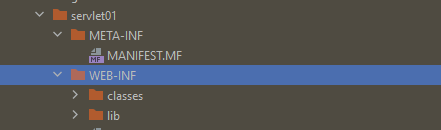 servlet01
META-INF
MANIFEST.MF
WEB-INF
classes
lib